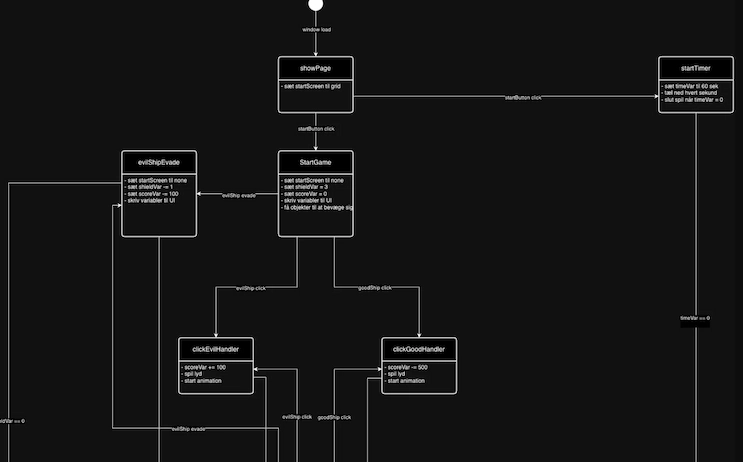 window load
showPage
- sæt startScreen til grid
startButton click
startTimer
- sæt timeVar til 60 sek
- tæl ned hvert sekund
- slut spil når timeVar = 0
startButton click
evilShipEvade
- sæt startScreen til none
- sæt shieldVar -= 1
- sæt scoreVar -= 100
- skriv variabler til UI
evilShip evade
StartGame
- sæt startScreen til none
- sæt shieldVar = 3
- sæt scoreVar = 0
- skriv variabler til UI
- få objekter til at bevæge sig
evilShip click
goodShip click
timeVar == 0
clickEvilHandler
- scoreVar += 100
- spil lyd
- start animation
clickGoodHandler
- scoreVar -= 500
- spil lyd
- start animation
evilShip click
goodShip click
ldVar == 0
evilShip evade